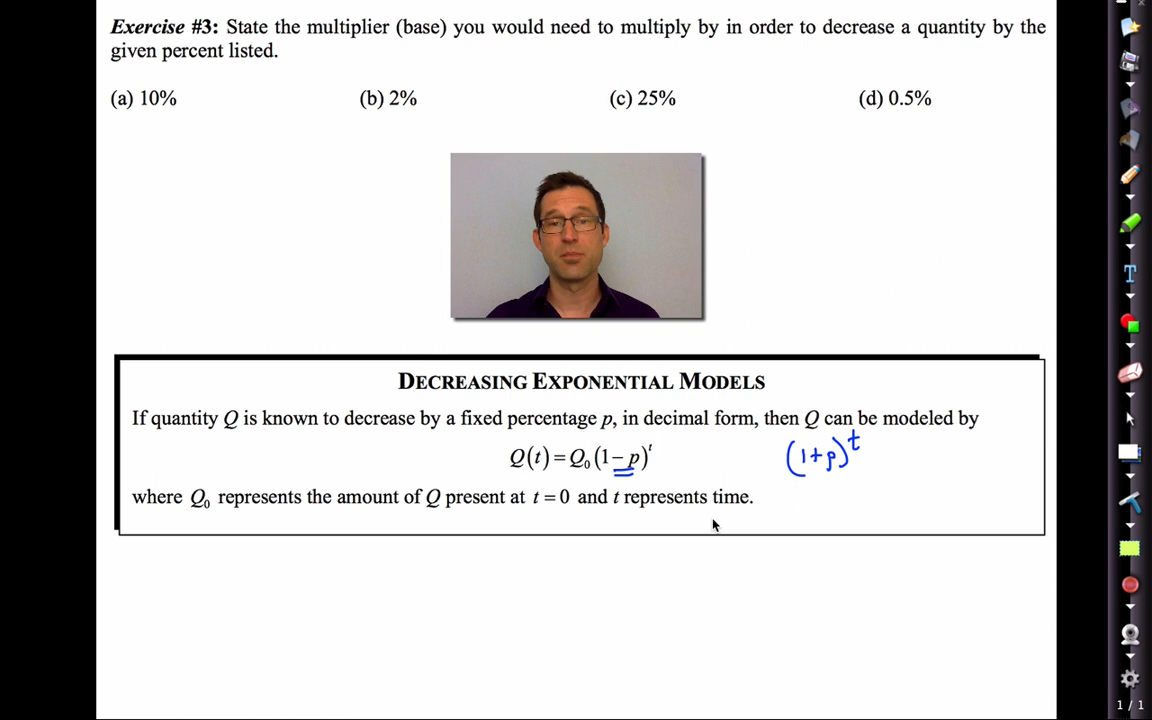 Exercise #3: State the multiplier (base) you would need to multiply by in order to decrease a quantity by the
given percent listed.
(a) 10% (b) 2% (c) 25% (d) 0.5%
DECREASING EXPONENTIAL MODELS
If quantity Q is known to decrease by a fixed percentage p, in decimal form, then Q can be modeled by
Q(t) = Q₀(1 − p)ᵗ (1+p)ᵗ
where Q₀ represents the amount of Q present at t = 0 and t represents time.
T
1 / 1